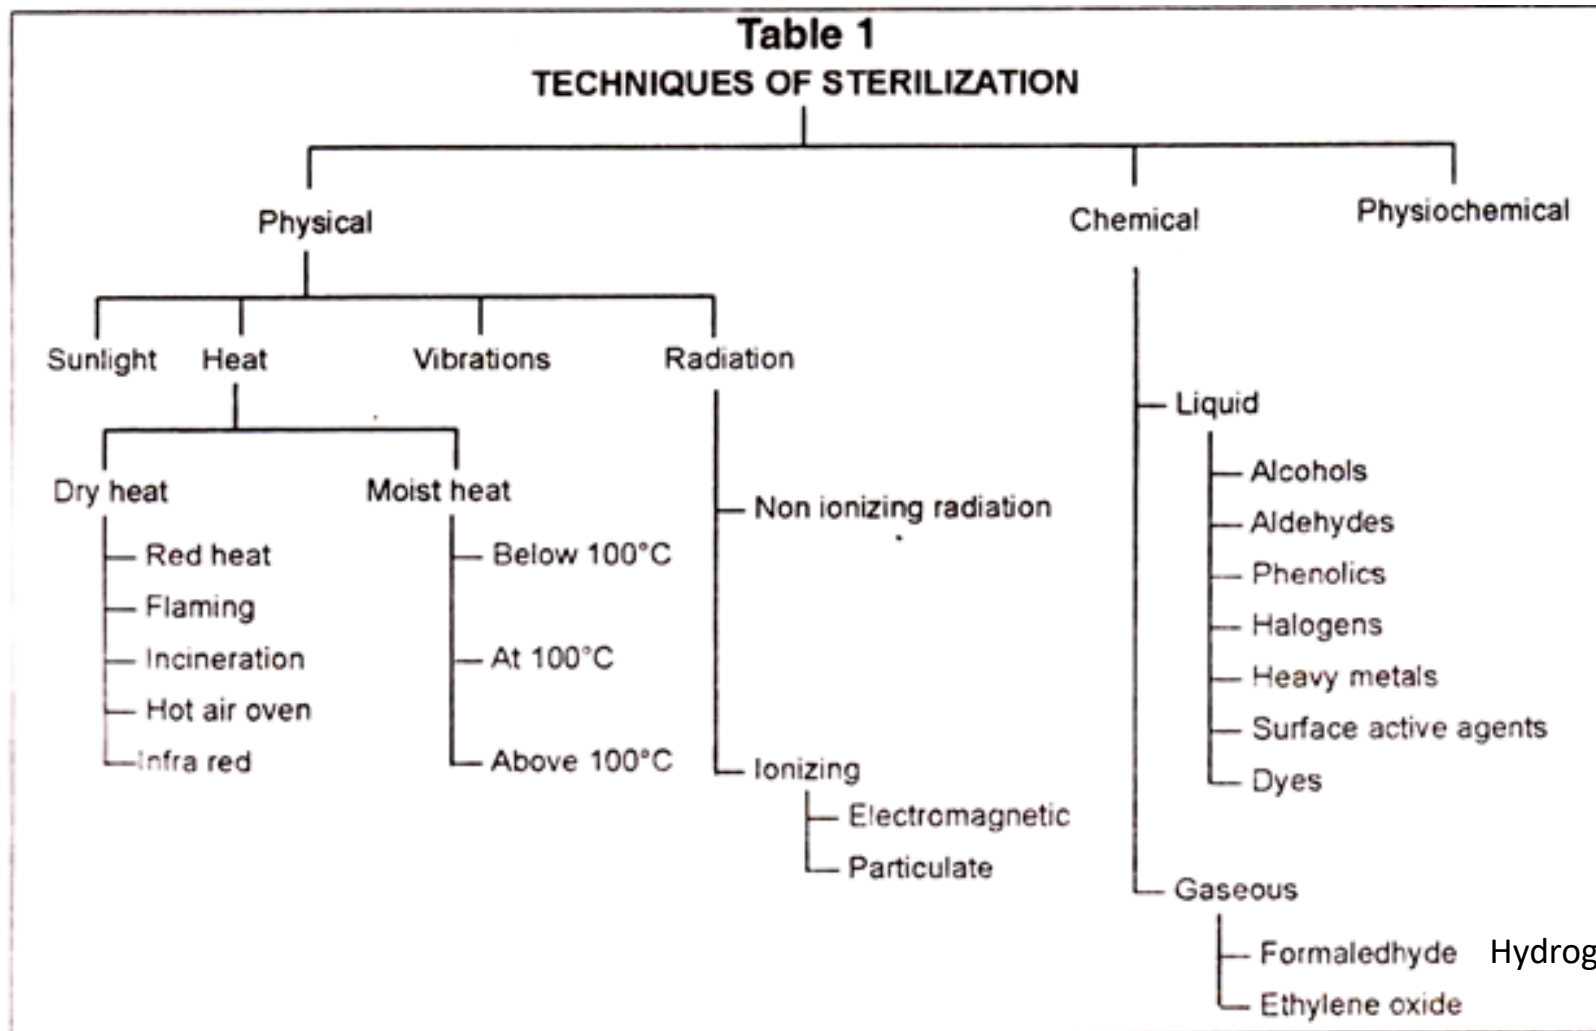 Table 1
TECHNIQUES OF STERILIZATION
Physical
Chemical
Physiochemical
Sunlight
Heat
Vibrations
Radiation
Dry heat
Moist heat
Red heat
Flaming
Incineration
Hot air oven
Infra red
Below 100°C
At 100°C
Above 100°C
Non ionizing radiation
Ionizing
Electromagnetic
Particulate
Liquid
Alcohols
Aldehydes
Phenolics
Halogens
Heavy metals
Surface active agents
Dyes
Gaseous
Formaledhyde Hydrog
Ethylene oxide